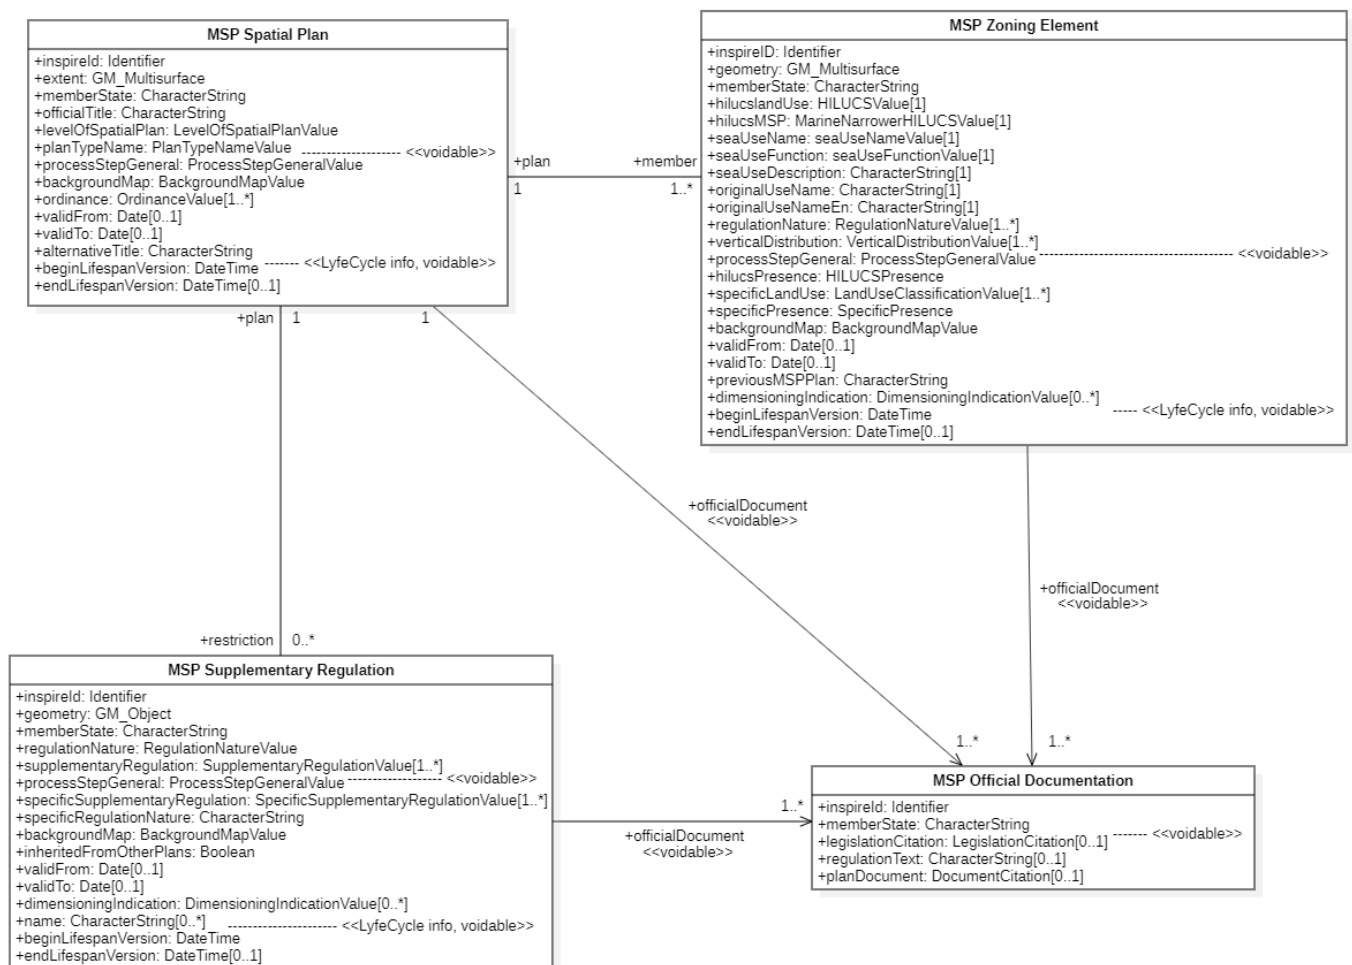 MSP Spatial Plan
+inspireId: Identifier
+extent: GM_Multisurface
+memberState: CharacterString
+officialTitle: CharacterString
+levelOfSpatialPlan: LevelOfSpatialPlanValue
+planTypeName: PlanTypeNameValue
<<voidable>>
+processStepGeneral: ProcessStepGeneralValue
+backgroundMap: BackgroundMapValue
+ordinance: OrdinanceValue[1..*]
+validFrom: Date[0..1]
+validTo: Date[0..1]
+alternativeTitle: CharacterString
+beginLifespanVersion: DateTime
<<LyfeCycle info, voidable>>
+endLifespanVersion: DateTime[0..1]
+plan
1
+member
1..*
MSP Zoning Element
+inspireID: Identifier
+geometry: GM_Multisurface
+memberState: CharacterString
+hilucslandUse: HILUCSValue[1]
+hilucsMSP: MarineNarrowerHILUCSValue[1]
+seaUseName: seaUseNameValue[1]
+seaUseFunction: seaUseFunctionValue[1]
+seaUseDescription: CharacterString[1]
+originalUseName: CharacterString[1]
+originalUseNameEn: CharacterString[1]
+regulationNature: RegulationNatureValue[1..*]
+verticalDistribution: VerticalDistributionValue[1..*]
+processStepGeneral: ProcessStepGeneralValue
<<voidable>>
+hilucsPresence: HILUCSPresence
+specificLandUse: LandUseClassificationValue[1..*]
+specificPresence: SpecificPresence
+backgroundMap: BackgroundMapValue
+validFrom: Date[0..1]
+validTo: Date[0..1]
+previousMSPPlan: CharacterString
+dimensioningIndication: DimensioningIndicationValue[0..*]
+beginLifespanVersion: DateTime
<<LyfeCycle info, voidable>>
+endLifespanVersion: DateTime[0..1]
+plan
1
1
+officialDocument
<<voidable>>
+officialDocument
<<voidable>>
+restriction
0..*
MSP Supplementary Regulation
+inspireId: Identifier
+geometry: GM_Object
+memberState: CharacterString
+regulationNature: RegulationNatureValue
+supplementaryRegulation: SupplementaryRegulationValue[1..*]
+processStepGeneral: ProcessStepGeneralValue
<<voidable>>
+specificSupplementaryRegulation: SpecificSupplementaryRegulationValue[1..*]
+specificRegulationNature: CharacterString
+backgroundMap: BackgroundMapValue
+inheritedFromOtherPlans: Boolean
+validFrom: Date[0..1]
+validTo: Date[0..1]
+dimensioningIndication: DimensioningIndicationValue[0..*]
+name: CharacterString[0..*]
<<LyfeCycle info, voidable>>
+beginLifespanVersion: DateTime
+endLifespanVersion: DateTime[0..1]
+officialDocument
<<voidable>>
1..*
1..*
1..*
MSP Official Documentation
+inspireId: Identifier
+memberState: CharacterString
<<voidable>>
+legislationCitation: LegislationCitation[0..1]
+regulationText: CharacterString[0..1]
+planDocument: DocumentCitation[0..1]